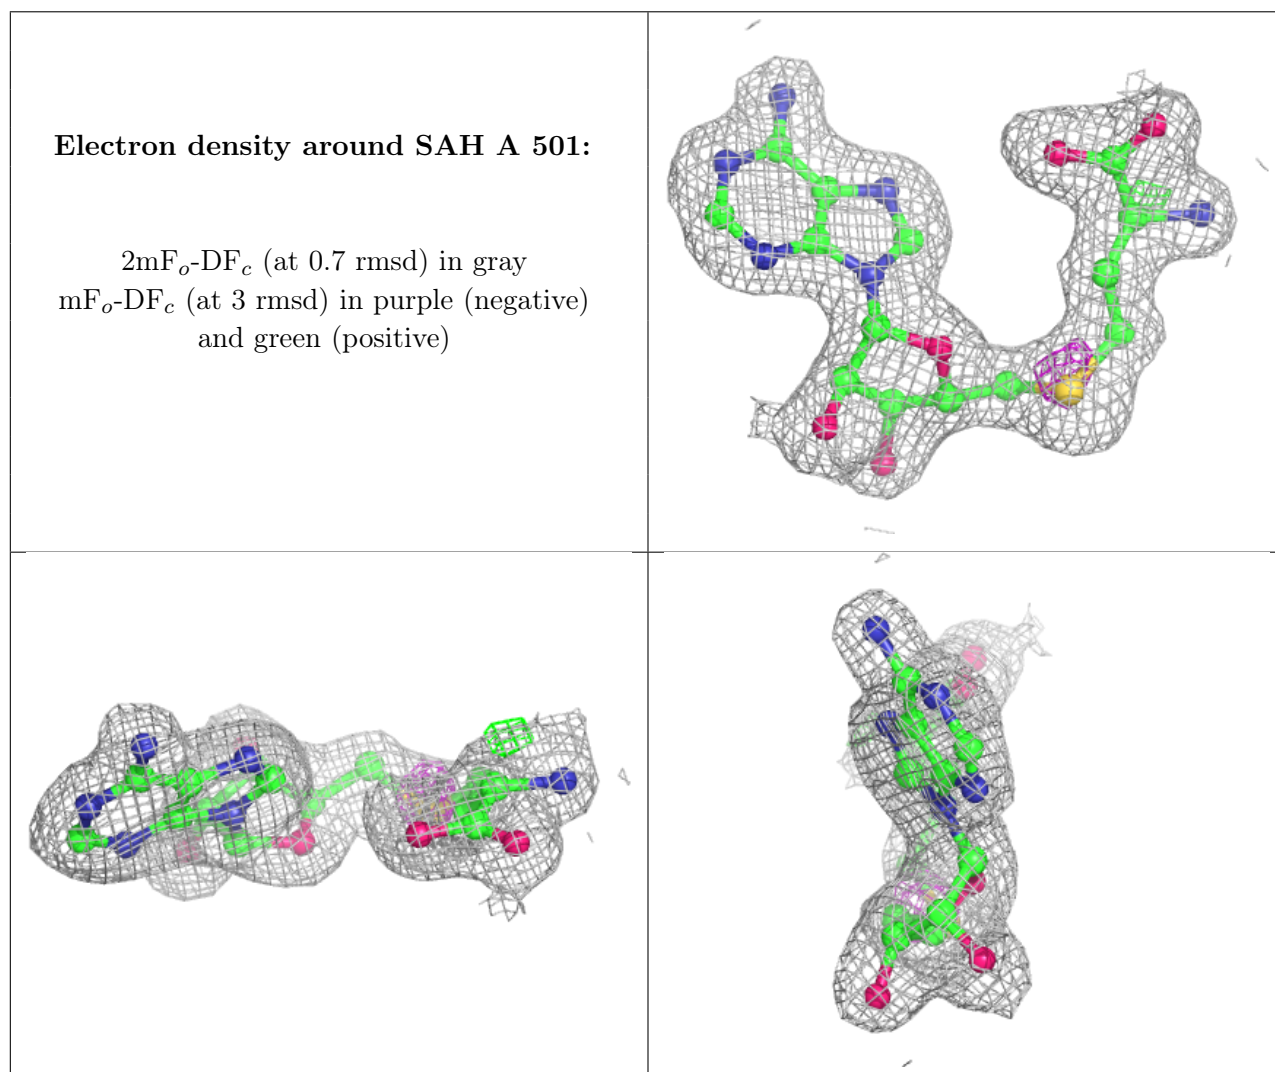 Electron density around SAH A 501:
2mFo-DFc (at 0.7 rmsd) in gray
mFo-DFc (at 3 rmsd) in purple (negative)
and green (positive)